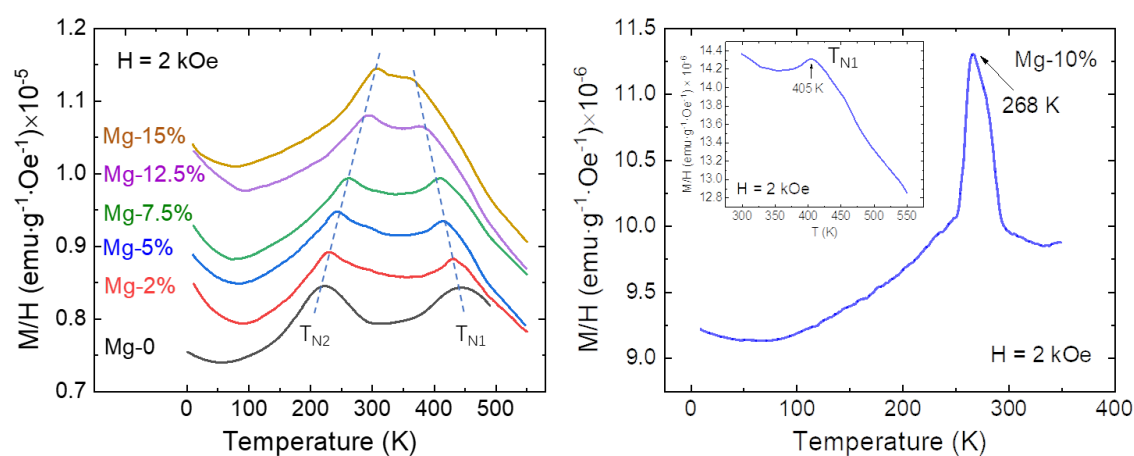 H = 2 kOe
M/H (emu·g⁻¹·Oe⁻¹)×10⁻⁵
1.2
1.1
1.0
0.9
0.8
0.7
Mg-15%
Mg-12.5%
Mg-7.5%
Mg-5%
Mg-2%
Mg-0
T_N2
T_N1
0 100 200 300 400 500
Temperature (K)
M/H (emu·g⁻¹·Oe⁻¹)×10⁻⁶
11.5
11.0
10.5
10.0
9.5
9.0
Mg-10%
268 K
H = 2 kOe
0 100 200 300 400
Temperature (K)
M/H (emu·g⁻¹·Oe⁻¹) ×10⁻⁶
14.4
14.2
14.0
13.8
13.6
13.4
13.2
13.0
12.8
T_N1
405 K
H = 2 kOe
300 350 400 450 500 550
T (K)